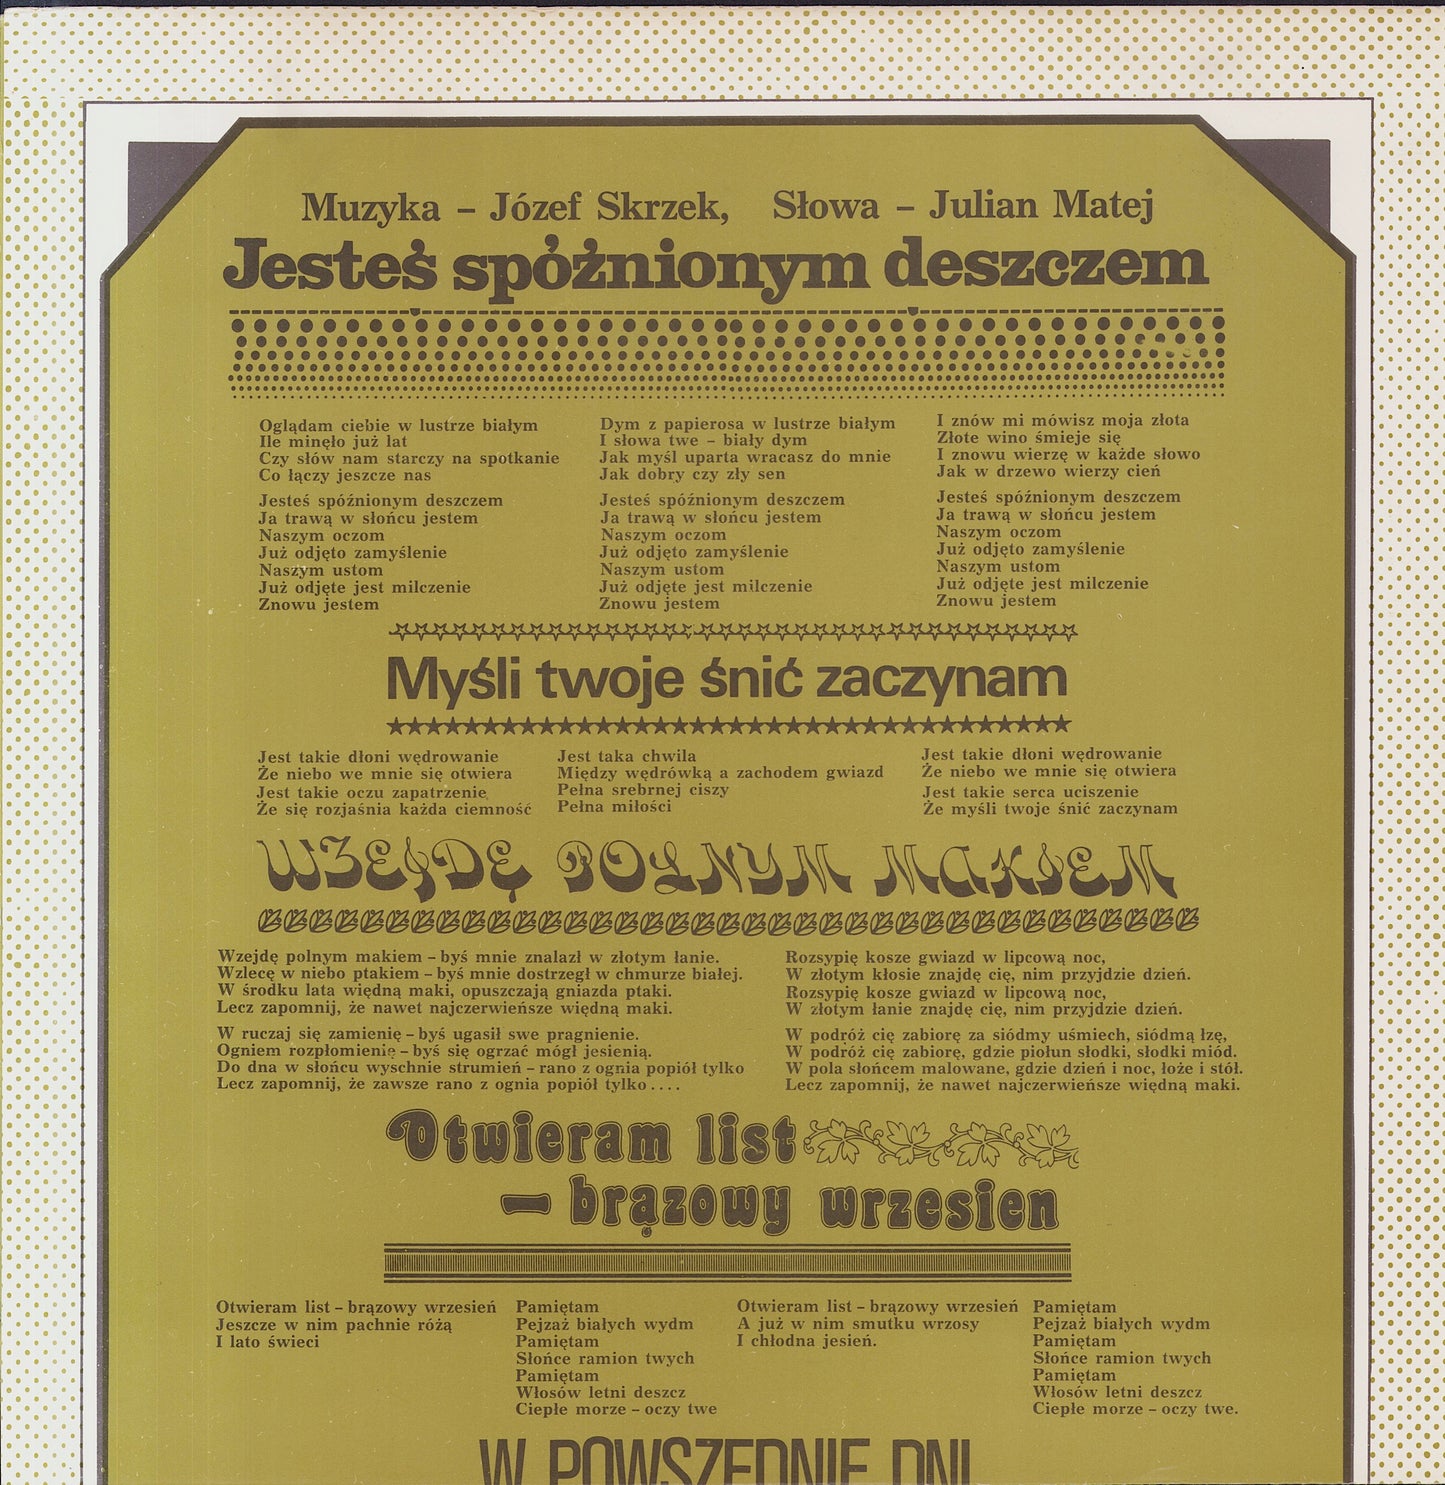 Muzyka – Józef Skrzek, Słowa – Julian Matej
Jesteś spóźnionym deszczem
Oglądam ciebie w lustrze białym
Ile minęło już lat
Czy słów nam starczy na spotkanie
Co łączy jeszcze nas
Jesteś spóźnionym deszczem
Ja trawą w słońcu jestem
Naszym oczom
Już odjęto zamyślenie
Naszym ustom
Już odjęte jest milczenie
Znowu jestem
Dym z papierosa w lustrze białym
I słowa twe – biały dym
Jak myśl uparta wracasz do mnie
Jak dobry czy zły sen
Jesteś spóźnionym deszczem
Ja trawą w słońcu jestem
Naszym oczom
Już odjęto zamyślenie
Naszym ustom
Już odjęte jest milczenie
Znowu jestem
I znów mi mówisz moja złota
Złote wino śmieje się
I znowu wierzę w każde słowo
Jak w drzewo wierzy cień
Jesteś spóźnionym deszczem
Ja trawą w słońcu jestem
Naszym oczom
Już odjęto zamyślenie
Naszym ustom
Już odjęte jest milczenie
Znowu jestem
Myśli twoje śnić zaczynam
Jest takie dłoni wędrowanie
Że niebo we mnie się otwiera
Jest takie oczu zapatrzenie
Że się rozjaśnia każda ciemność
Jest taka chwila
Między wędrówką a zachodem gwiazd
Pełna srebrnej ciszy
Pełna miłości
Jest takie dłoni wędrowanie
Że niebo we mnie się otwiera
Jest takie serca uciszenie
Że myśli twoje śnić zaczynam
WZEJDĘ POLNYM MAKIEM
Wzejdę polnym makiem – byś mnie znalazł w złotym łanie.
Wzlecę w niebo ptakiem – byś mnie dostrzegł w chmurze białej.
W środku lata więdną maki, opuszczają gniazda ptaki.
Lecz zapomnij, że nawet najczerwieńsze więdną maki.
W ruczaj się zamienię – byś ugasił swe pragnienie.
Ogniem rozpłomienię – byś się ogrzać mógł jesienią.
Do dna w słońcu wyschnie strumień – rano z ognia popiół tylko
Lecz zapomnij, że zawsze rano z ognia popiół tylko ....
Rozsypię kosze gwiazd w lipcową noc,
W złotym kłosie znajdę cię, nim przyjdzie dzień.
Rozsypię kosze gwiazd w lipcową noc,
W złotym łanie znajdę cię, nim przyjdzie dzień.
W podróż cię zabiorę za siódmy uśmiech, siódmą łzę,
W podróż cię zabiorę, gdzie piołun słodki, słodki miód.
W pola słońcem malowane, gdzie dzień i noc, łoże i stół.
Lecz zapomnij, że nawet najczerwieńsze więdną maki.
Otwieram list
– brązowy wrzesien
Otwieram list – brązowy wrzesień
Jeszcze w nim pachnie różą
I lato świeci
Pamiętam
Pejzaż białych wydm
Pamiętam
Słońce ramion twych
Pamiętam
Włosów letni deszcz
Ciepłe morze – oczy twe
Otwieram list – brązowy wrzesień
A już w nim smutku wrzosy
I chłodna jesień.
Pamiętam
Pejzaż białych wydm
Pamiętam
Słońce ramion twych
Pamiętam
Włosów letni deszcz
Ciepłe morze – oczy twe.
W POWSZEDNIE DNI